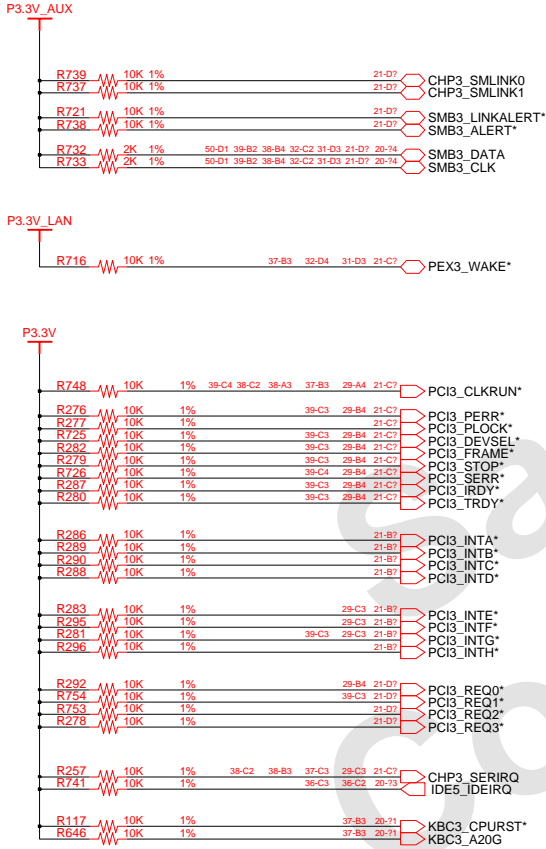 P3.3V_AUX
R739 10K 1% 21-D? CHP3_SMLINK0
R737 10K 1% 21-D? CHP3_SMLINK1
R721 10K 1% 21-D? SMB3_LINKALERT*
R738 10K 1% 21-D? SMB3_ALERT*
R732 2K 1% 50-D1 39-B2 38-B4 32-C2 31-D3 21-D? 20-?4 SMB3_DATA
R733 2K 1% 50-D1 39-B2 38-B4 32-C2 31-D3 21-D? 20-?4 SMB3_CLK
P3.3V_LAN
R716 10K 1% 37-B3 32-D4 31-D3 21-C? PEX3_WAKE*
P3.3V
R748 10K 1% 39-C4 38-C2 38-A3 37-B3 29-A4 21-C? PCI3_CLKRUN*
R276 10K 1% 39-C3 29-B4 21-C? PCI3_PERR*
R277 10K 1% 21-C? PCI3_PLOCK*
R725 10K 1% 39-C3 29-B4 21-C? PCI3_DEVSEL*
R282 10K 1% 39-C3 29-B4 21-C? PCI3_FRAME*
R279 10K 1% 39-C3 29-B4 21-C? PCI3_STOP*
R726 10K 1% 39-C4 29-B4 21-C? PCI3_SERR*
R287 10K 1% 39-C3 29-B4 21-C? PCI3_IRDY*
R280 10K 1% 39-C3 29-B4 21-C? PCI3_TRDY*
R286 10K 1% 21-B? PCI3_INTA*
R289 10K 1% 21-B? PCI3_INTB*
R290 10K 1% 21-B? PCI3_INTC*
R288 10K 1% 21-B? PCI3_INTD*
R283 10K 1% 29-C3 21-B? PCI3_INTE*
R295 10K 1% 29-C3 21-B? PCI3_INTF*
R281 10K 1% 39-C3 29-C3 21-B? PCI3_INTG*
R296 10K 1% 21-B? PCI3_INTH*
R292 10K 1% 29-B4 21-D? PCI3_REQ0*
R754 10K 1% 39-C3 21-D? PCI3_REQ1*
R753 10K 1% 21-D? PCI3_REQ2*
R278 10K 1% 21-D? PCI3_REQ3*
R257 10K 1% 38-C2 38-B3 37-C3 29-C3 21-C? CHP3_SERIRQ
R741 10K 1% 36-C3 36-C2 20-?3 IDE5_IDEIRQ
R117 10K 1% 37-B3 20-?1 KBC3_CPURST*
R646 10K 1% 37-B3 20-?1 KBC3_A20G